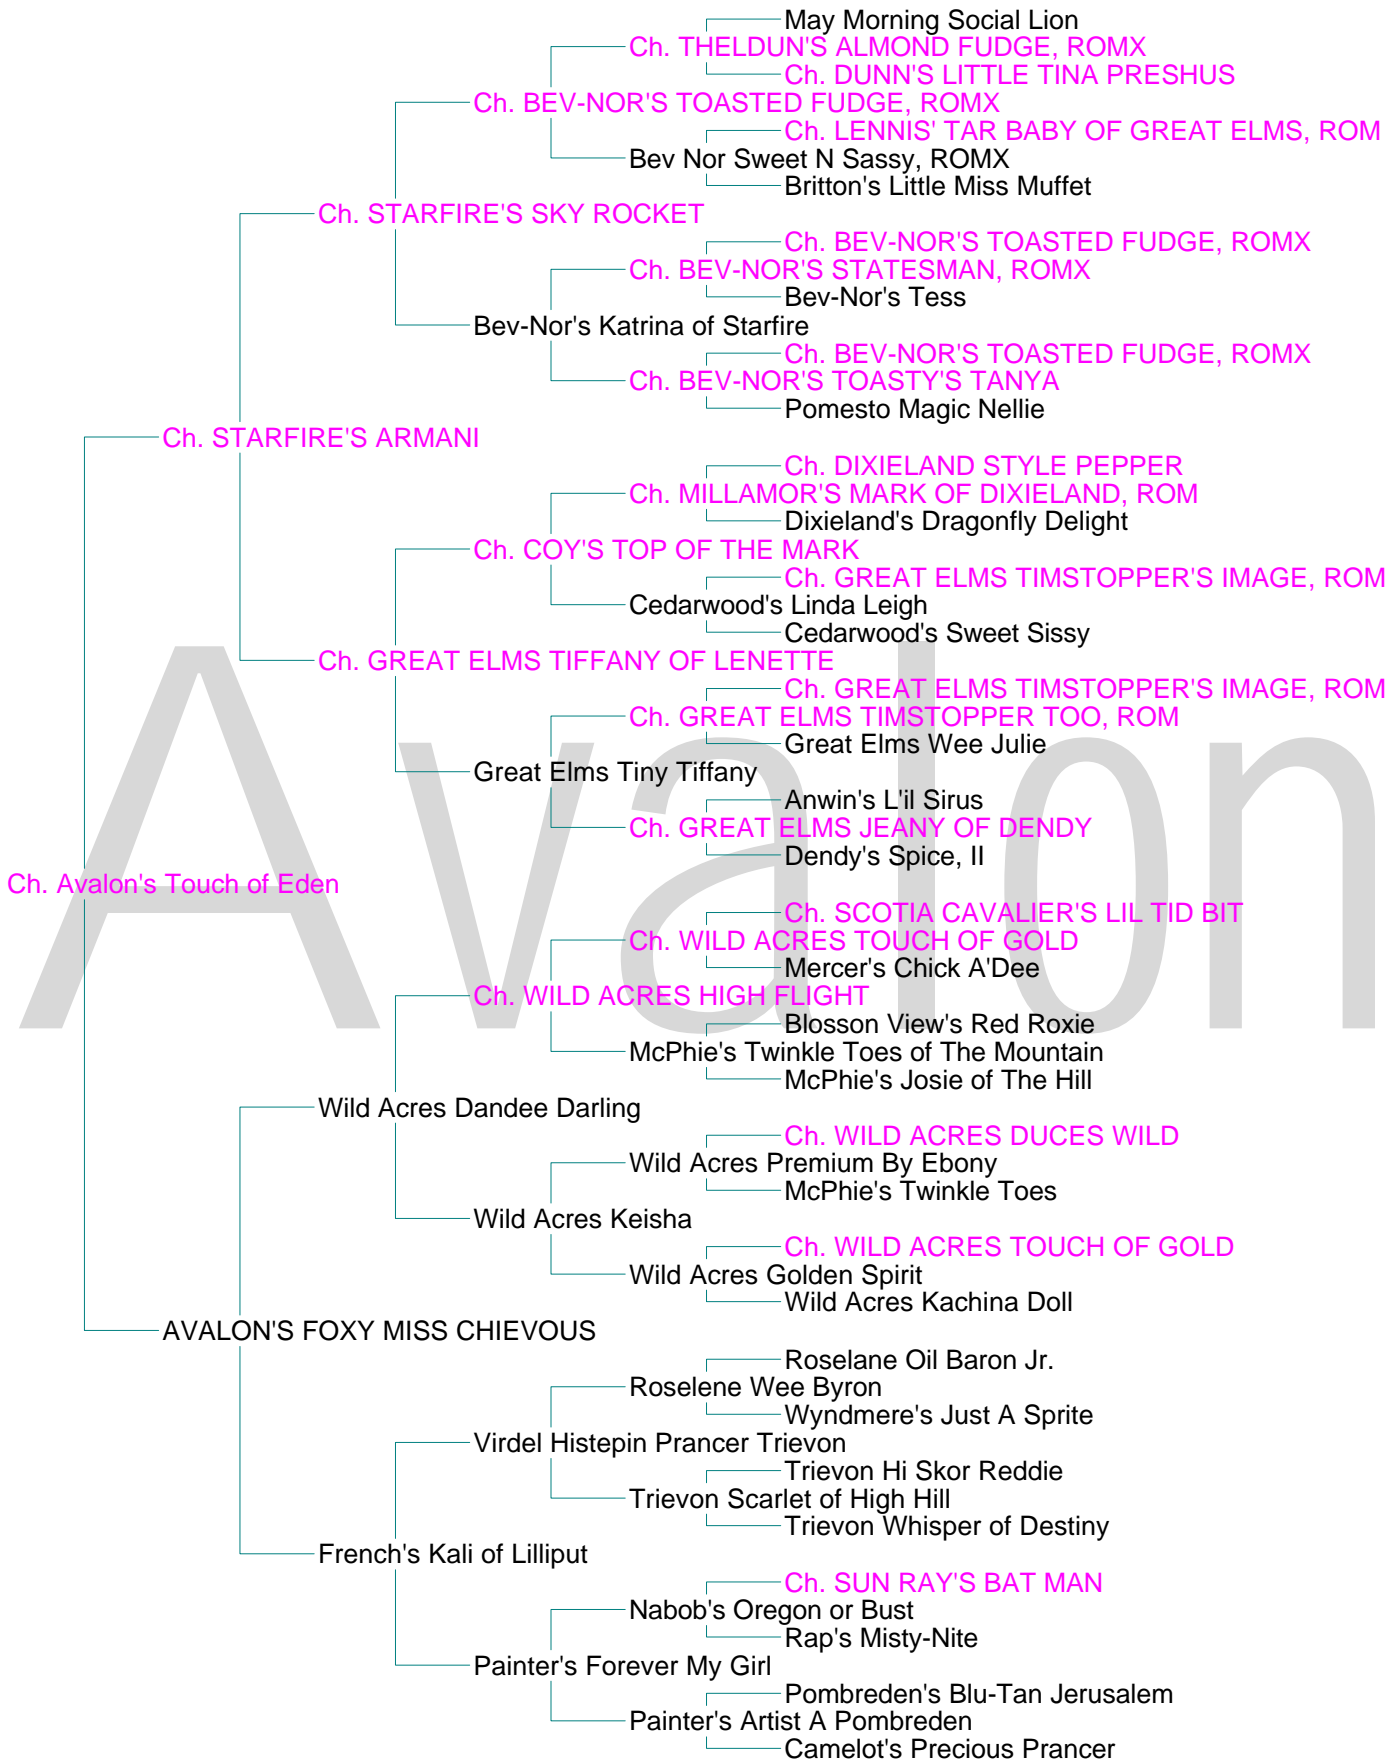 May Morning Social Lion
Ch. THELDUN'S ALMOND FUDGE, ROMX
Ch. DUNN'S LITTLE TINA PRESHUS
Ch. BEV-NOR'S TOASTED FUDGE, ROMX
Ch. LENNIS' TAR BABY OF GREAT ELMS, ROM
Bev Nor Sweet N Sassy, ROMX
Britton's Little Miss Muffet
Ch. STARFIRE'S SKY ROCKET
Ch. BEV-NOR'S TOASTED FUDGE, ROMX
Ch. BEV-NOR'S STATESMAN, ROMX
Bev-Nor's Tess
Bev-Nor's Katrina of Starfire
Ch. BEV-NOR'S TOASTED FUDGE, ROMX
Ch. BEV-NOR'S TOASTY'S TANYA
Pomesto Magic Nellie
Ch. STARFIRE'S ARMANI
Ch. DIXIELAND STYLE PEPPER
Ch. MILLAMOR'S MARK OF DIXIELAND, ROM
Dixieland's Dragonfly Delight
Ch. COY'S TOP OF THE MARK
Ch. GREAT ELMS TIMSTOPPER'S IMAGE, ROM
Cedarwood's Linda Leigh
Cedarwood's Sweet Sissy
Ch. GREAT ELMS TIFFANY OF LENETTE
Ch. GREAT ELMS TIMSTOPPER'S IMAGE, ROM
Ch. GREAT ELMS TIMSTOPPER TOO, ROM
Great Elms Wee Julie
Great Elms Tiny Tiffany
Anwin's L'il Sirus
Ch. GREAT ELMS JEANY OF DENDY
Dendy's Spice, II
Avalon
Ch. Avalon's Touch of Eden
Ch. SCOTIA CAVALIER'S LIL TID BIT
Ch. WILD ACRES TOUCH OF GOLD
Mercer's Chick A'Dee
Ch. WILD ACRES HIGH FLIGHT
Blosson View's Red Roxie
McPhie's Twinkle Toes of The Mountain
McPhie's Josie of The Hill
Wild Acres Dandee Darling
Ch. WILD ACRES DUCES WILD
Wild Acres Premium By Ebony
McPhie's Twinkle Toes
Wild Acres Keisha
Ch. WILD ACRES TOUCH OF GOLD
Wild Acres Golden Spirit
Wild Acres Kachina Doll
AVALON'S FOXY MISS CHIEVOUS
Roselane Oil Baron Jr.
Roselene Wee Byron
Wyndmere's Just A Sprite
Virdel Histepin Prancer Trievon
Trievon Hi Skor Reddie
Trievon Scarlet of High Hill
Trievon Whisper of Destiny
French's Kali of Lilliput
Ch. SUN RAY'S BAT MAN
Nabob's Oregon or Bust
Rap's Misty-Nite
Painter's Forever My Girl
Pombreden's Blu-Tan Jerusalem
Painter's Artist A Pombreden
Camelot's Precious Prancer